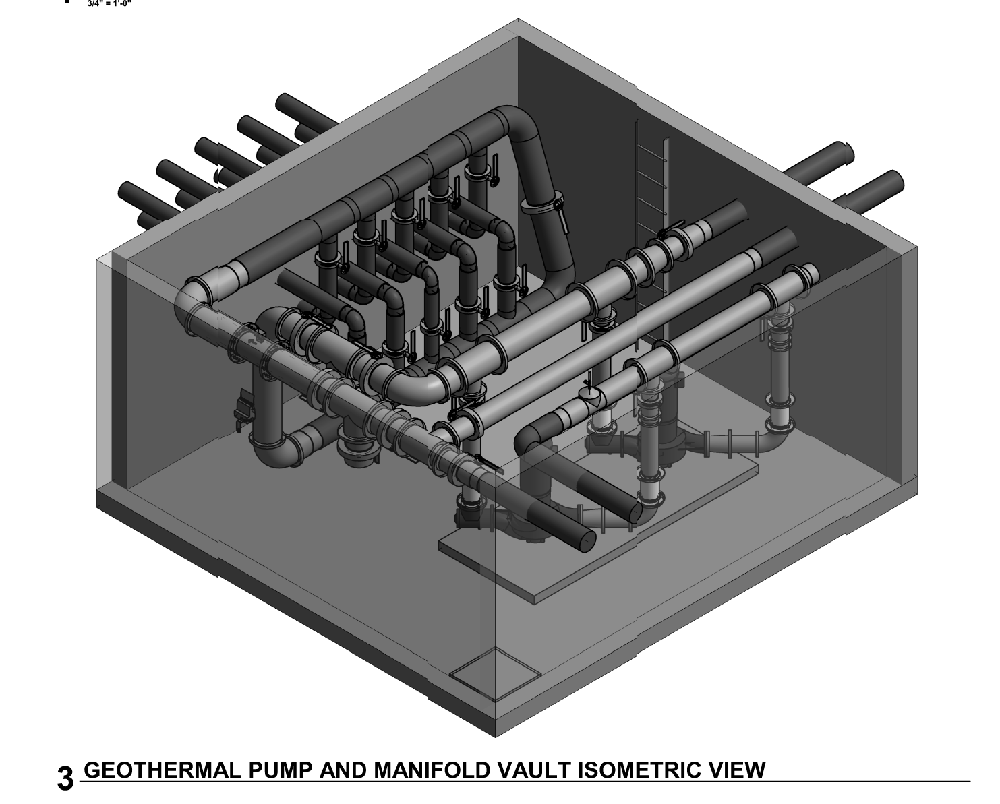 3/4" = 1'-0"
3 GEOTHERMAL PUMP AND MANIFOLD VAULT ISOMETRIC VIEW